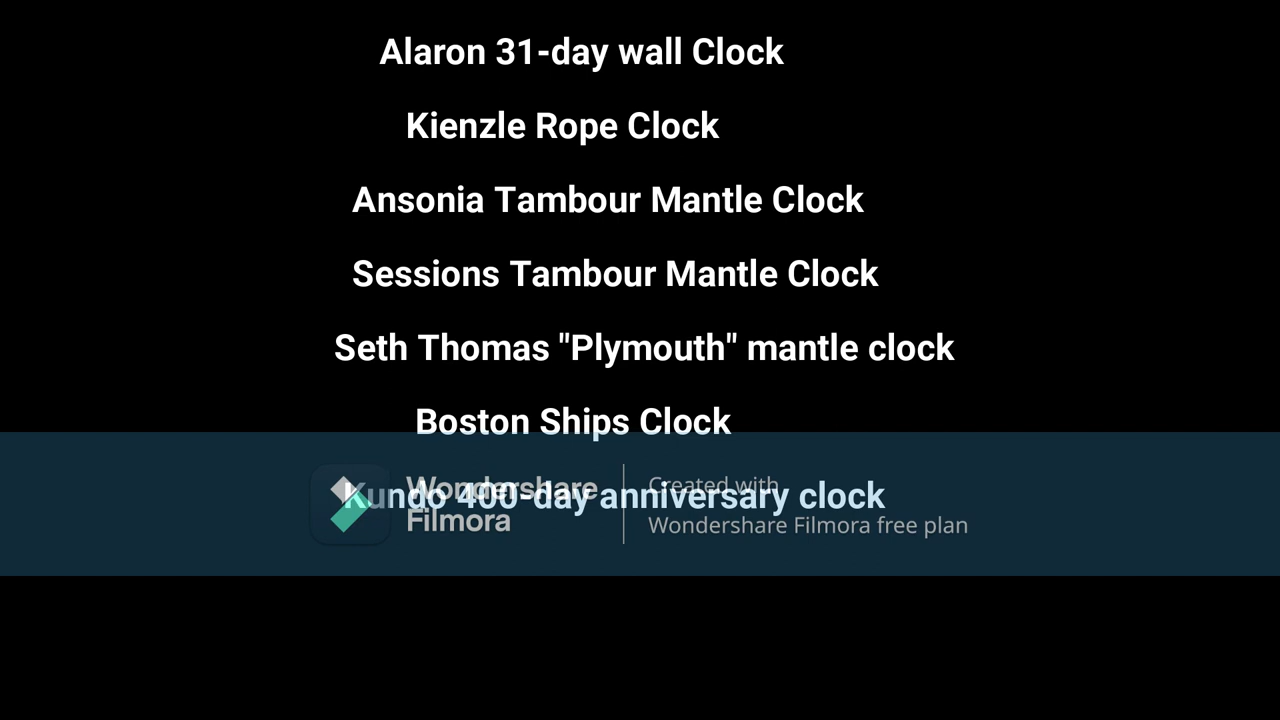 Alaron 31-day wall Clock
Kienzle Rope Clock
Ansonia Tambour Mantle Clock
Sessions Tambour Mantle Clock
Seth Thomas "Plymouth" mantle clock
Boston Ships Clock
Kundo 400-day anniversary clock
Wondershare
Filmora
Created with
Wondershare Filmora free plan